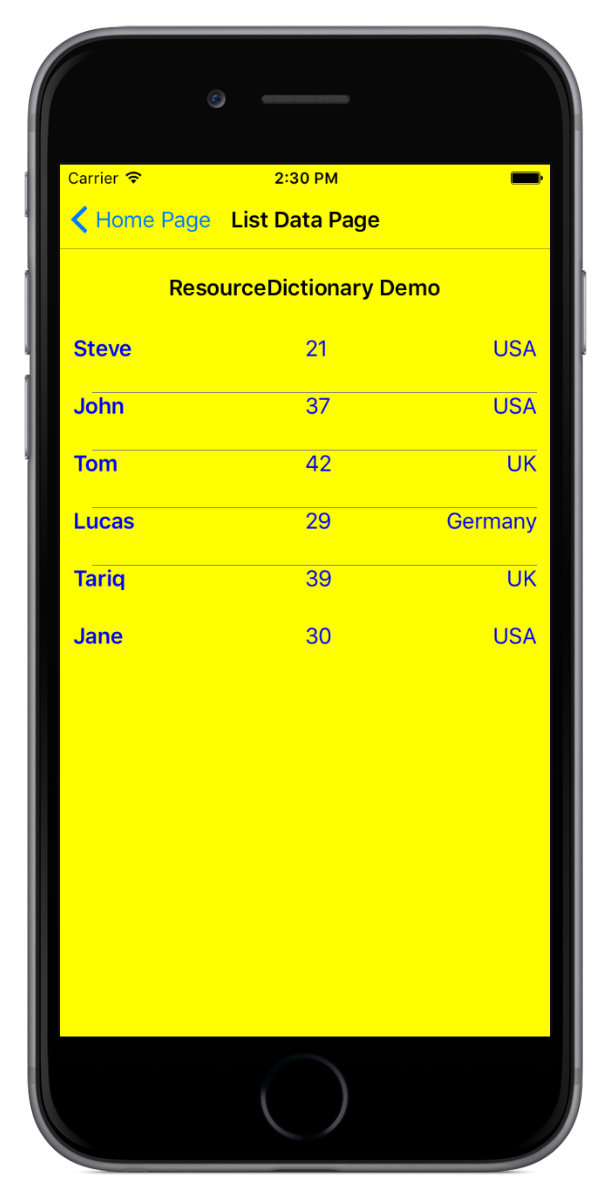 Carrier 2:30 PM
Home Page List Data Page
ResourceDictionary Demo
Steve 21 USA
John 37 USA
Tom 42 UK
Lucas 29 Germany
Tariq 39 UK
Jane 30 USA